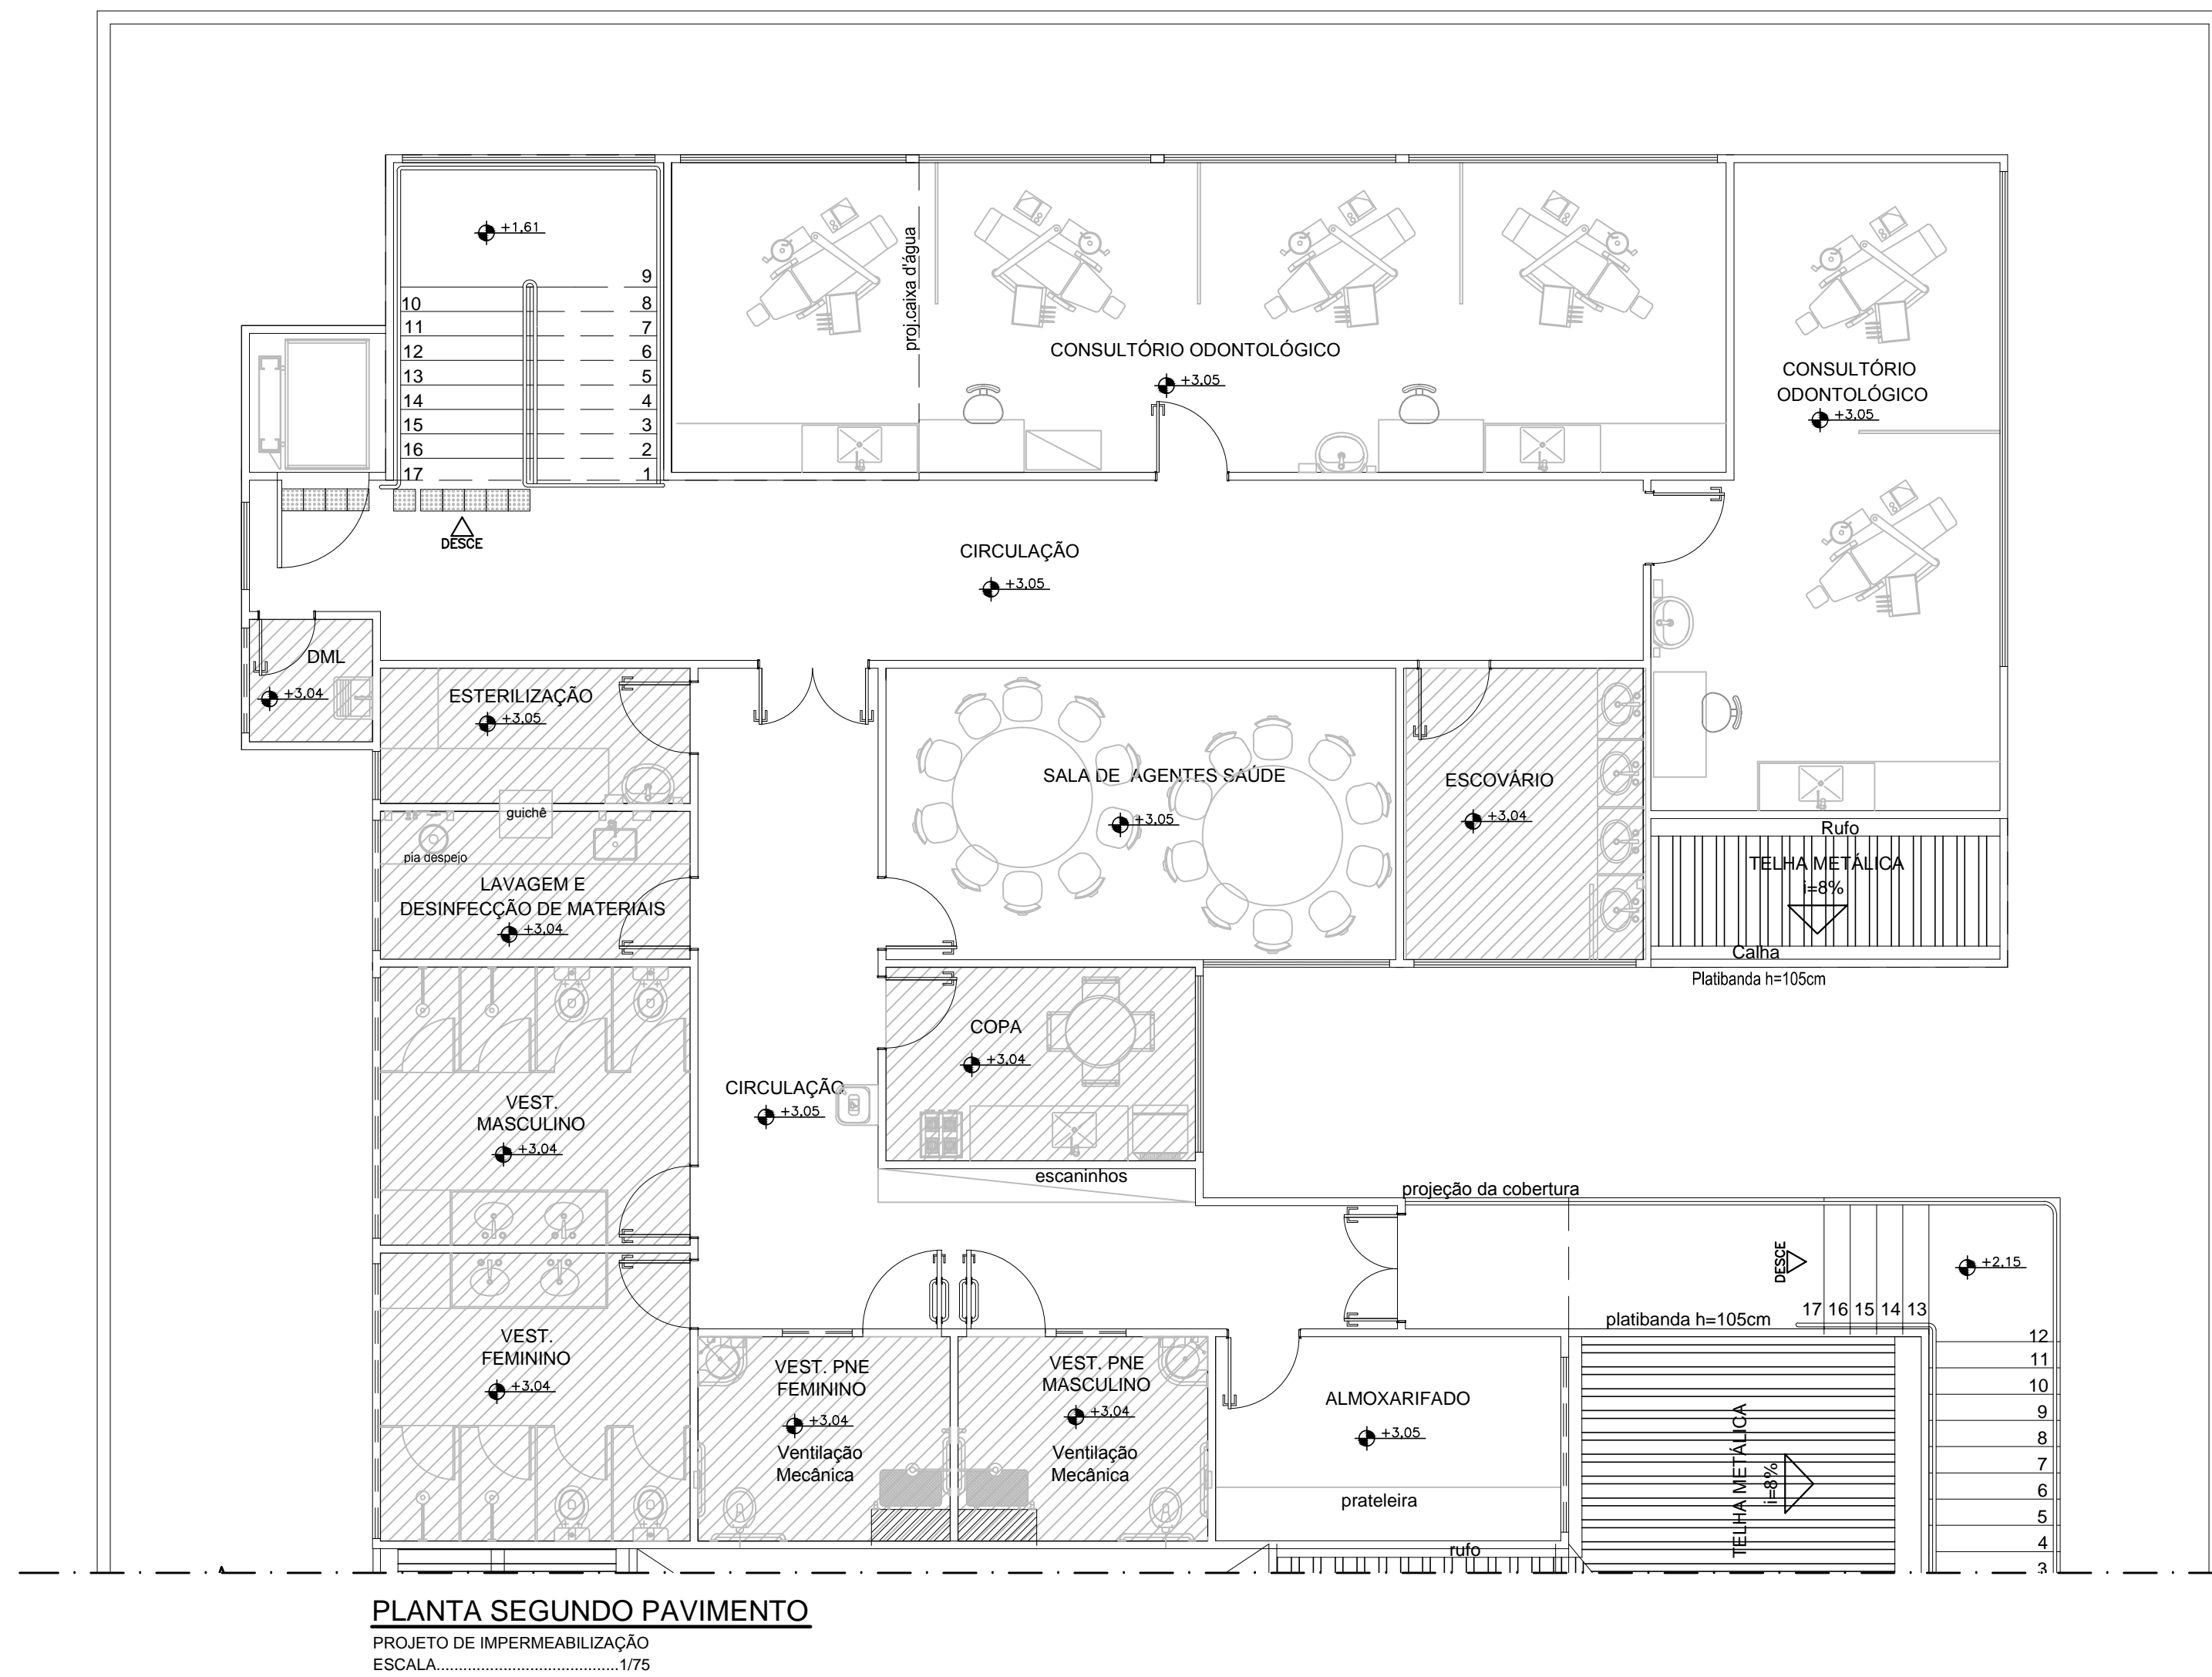 +1,61
9
10
8
11
7
12
6
13
5
14
4
15
3
16
2
17
1
DESCE
proj.caixa d'água
CONSULTÓRIO ODONTOLÓGICO
+3,05
CONSULTÓRIO
ODONTOLÓGICO
+3,05
CIRCULAÇÃO
+3,05
DML
+3,04
ESTERILIZAÇÃO
+3,05
guichê
pia despejo
LAVAGEM E
DESINFECÇÃO DE MATERIAIS
+3,04
SALA DE AGENTES SAÚDE
+3,05
ESCOVÁRIO
+3,04
Rufo
TELHA METÁLICA
i=8%
Calha
Platibanda h=105cm
VEST.
MASCULINO
+3,04
CIRCULAÇÃO
+3,05
COPA
+3,04
escaninhos
projeção da cobertura
DESCE
+2,15
platibanda h=105cm
17 16 15 14 13
12
11
10
9
8
7
6
5
4
3
VEST.
FEMININO
+3,04
VEST. PNE
FEMININO
+3,04
Ventilação
Mecânica
VEST. PNE
MASCULINO
+3,04
Ventilação
Mecânica
ALMOXARIFADO
+3,05
prateleira
rufo
TELHA METÁLICA
i=8%
PLANTA SEGUNDO PAVIMENTO
PROJETO DE IMPERMEABILIZAÇÃO
ESCALA.......................................1/75